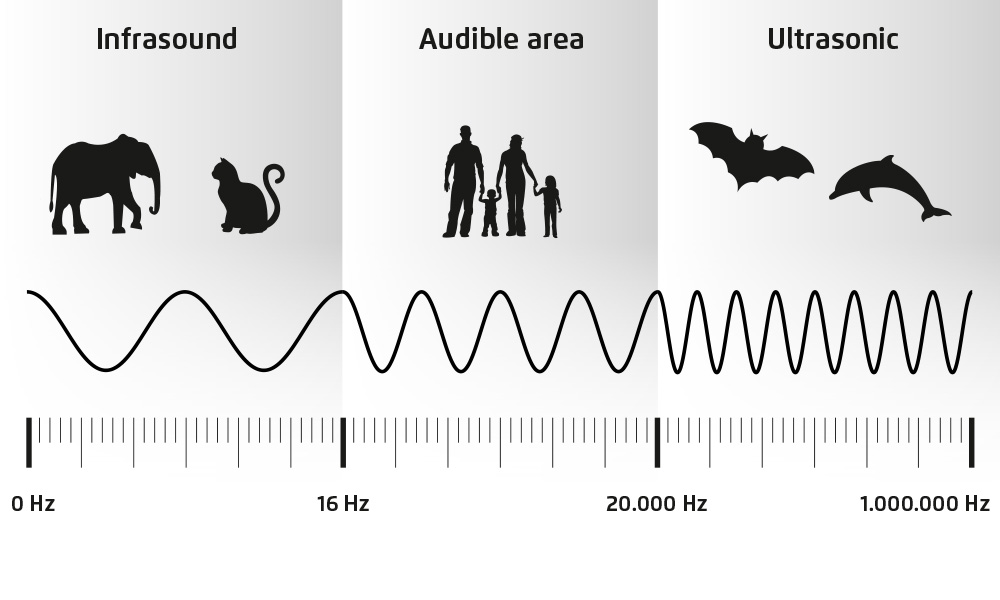 Infrasound
Audible area
Ultrasonic
0 Hz
16 Hz
20.000 Hz
1.000.000 Hz